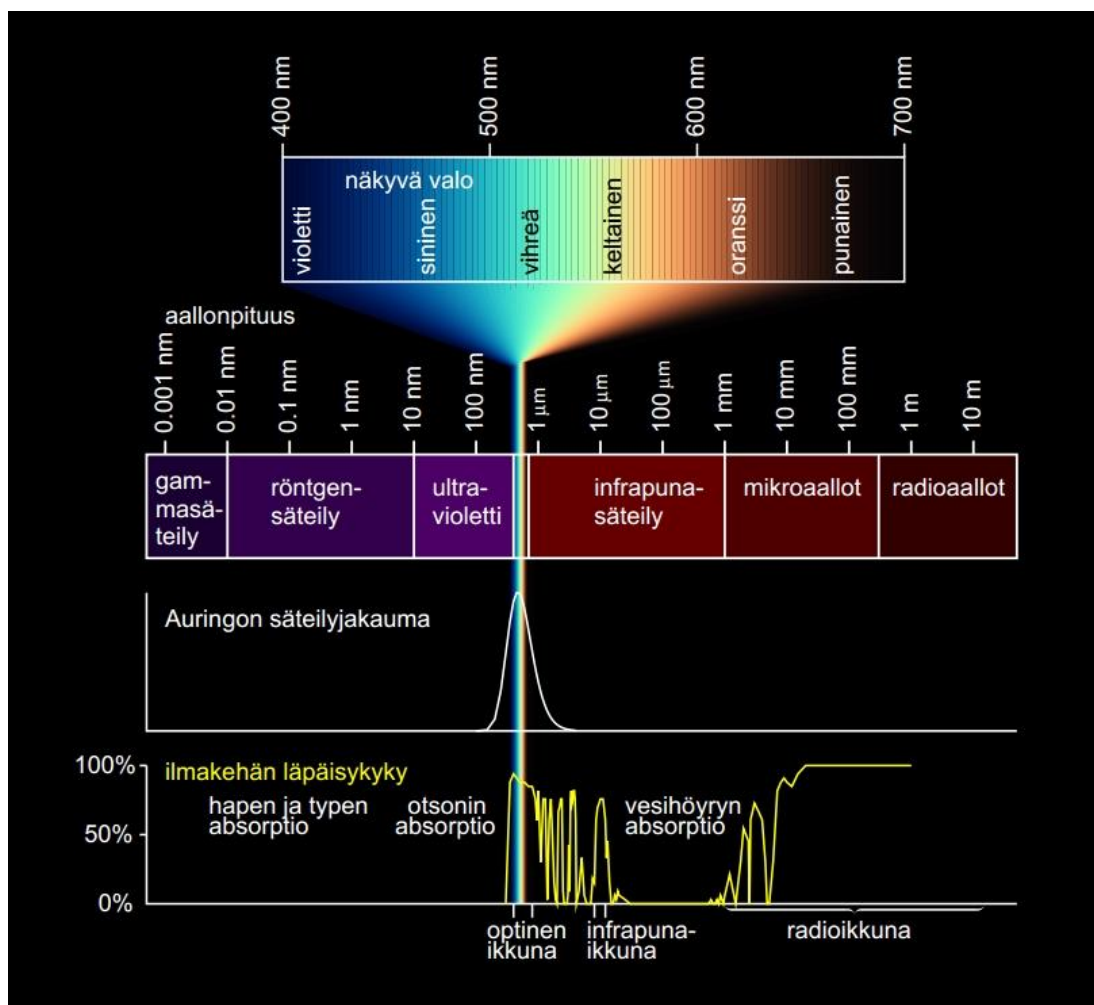 400 nm
500 nm
600 nm
700 nm
näkyvä valo
violetti
sininen
vihreä
keltainen
oranssi
punainen
aallonpituus
0.001 nm
0.01 nm
0.1 nm
1 nm
10 nm
100 nm
1 µm
10 µm
100 µm
1 mm
10 mm
100 mm
1 m
10 m
gam-
masä-
teily
röntgen-
säteily
ultra-
violetti
infrapuna-
säteily
mikroaallot
radioaallot
Auringon säteilyjakauma
100%
50%
0%
ilmakehän läpäisykyky
hapen ja typen
absorptio
otsonin
absorptio
vesihöyryn
absorptio
optinen
ikkuna
infrapuna-
ikkuna
radioikkuna